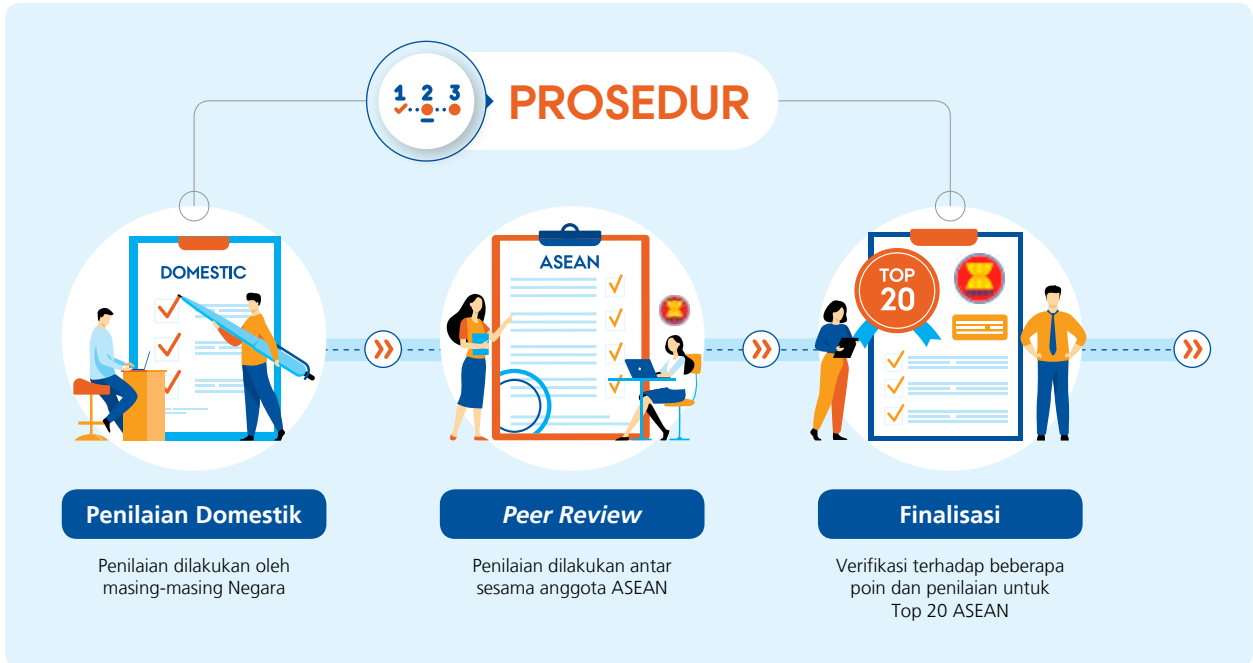 1 2 3
PROSEDUR
DOMESTIC
ASEAN
TOP
20
Penilaian Domestik
Penilaian dilakukan oleh
masing-masing Negara
Peer Review
Penilaian dilakukan antar
sesama anggota ASEAN
Finalisasi
Verifikasi terhadap beberapa
poin dan penilaian untuk
Top 20 ASEAN